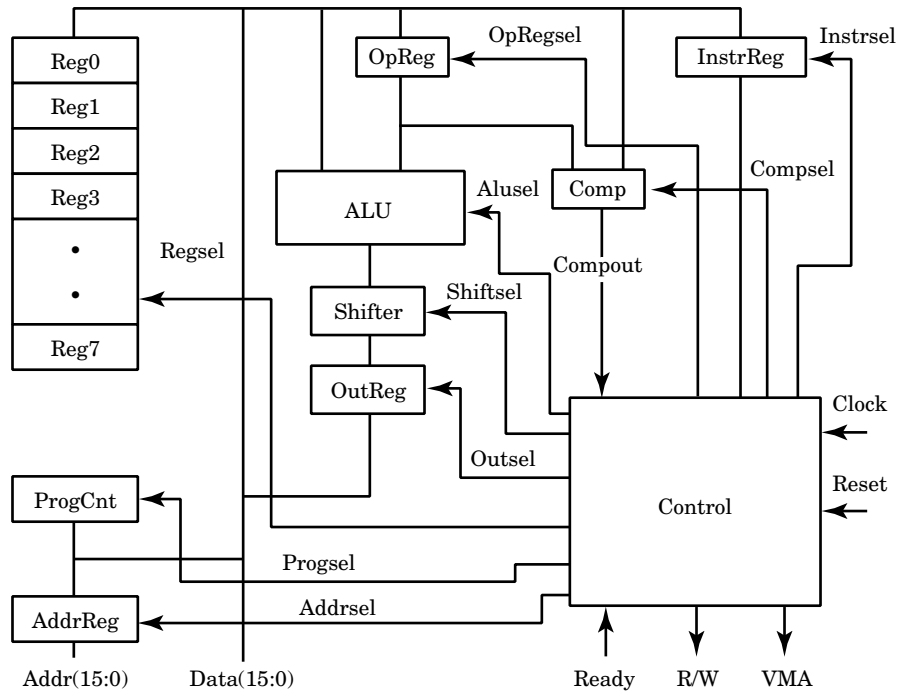 OpRegsel
Instrsel
Reg0
OpReg
InstrReg
Reg1
Reg2
Reg3
Alusel
Comp
Compsel
ALU
Regsel
Compout
Shiftsel
Shifter
Reg7
OutReg
Clock
Outsel
Reset
ProgCnt
Control
Progsel
Addrsel
AddrReg
Addr(15:0)
Data(15:0)
Ready
R/W
VMA